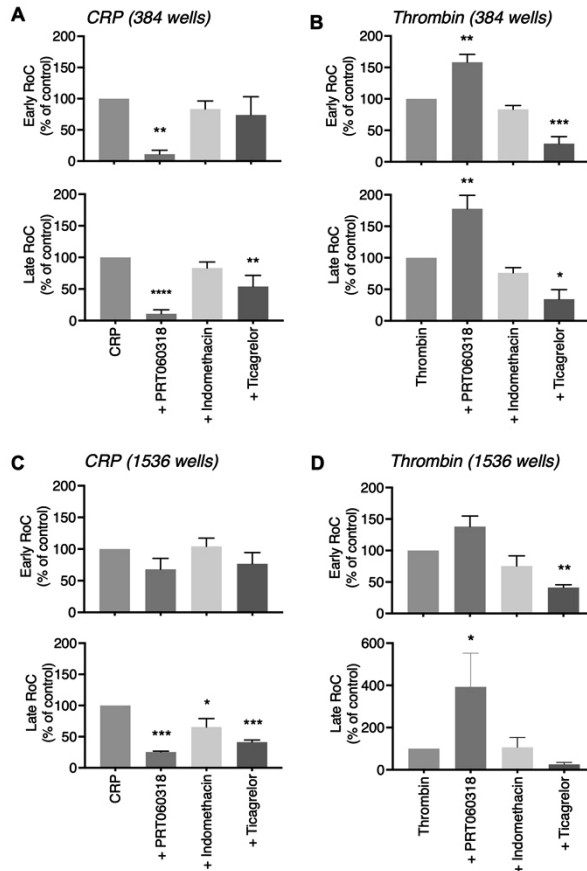 A
CRP (384 wells)
Early RoC
(% of control)
200
150
100
50
0
**
Late RoC
(% of control)
200
150
100
50
0
****
**
CRP
+ PRT060318
+ Indomethacin
+ Ticagrelor
B
Thrombin (384 wells)
Early RoC
(% of control)
200
150
100
50
0
**
***
Late RoC
(% of control)
200
150
100
50
0
**
*
Thrombin
+ PRT060318
+ Indomethacin
+ Ticagrelor
C
CRP (1536 wells)
Early RoC
(% of control)
200
150
100
50
0
Late RoC
(% of control)
200
150
100
50
0
***
*
***
CRP
+ PRT060318
+ Indomethacin
+ Ticagrelor
D
Thrombin (1536 wells)
Early RoC
(% of control)
200
150
100
50
0
**
Late RoC
(% of control)
600
400
200
0
*
Thrombin
+ PRT060318
+ Indomethacin
+ Ticagrelor